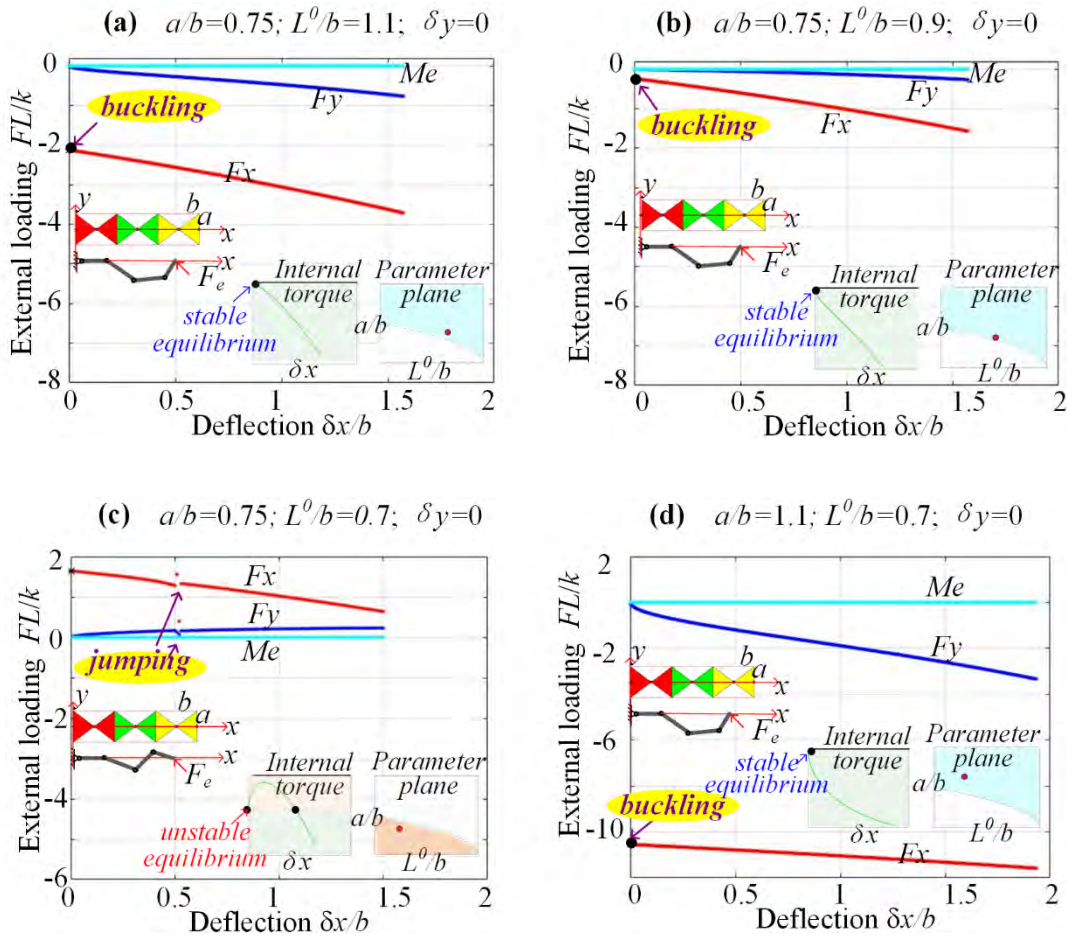 (a) a/b=0.75; L⁰/b=1.1; δy=0
0
Me
Fy
buckling
-2
Fx
y
b
a
-4
x
x
Fₑ
Internal
torque
Parameter
plane
-6
stable
equilibrium
a/b
δx
L⁰/b
-8
0 0.5 1 1.5 2
External loading FL/k
Deflection δx/b
(b) a/b=0.75; L⁰/b=0.9; δy=0
0
Me
Fy
buckling
Fx
-2
y
b
a
-4
x
x
Fₑ
Internal
torque
Parameter
plane
-6
stable
equilibrium
a/b
δx
L⁰/b
-8
0 0.5 1 1.5 2
External loading FL/k
Deflection δx/b
(c) a/b=0.75; L⁰/b=0.7; δy=0
2
Fx
Fy
0
Me
jumping
y
b
a
-2
x
x
Fₑ
Internal
torque
Parameter
plane
-4
a/b
unstable
equilibrium
δx
L⁰/b
-6
0 0.5 1 1.5 2
External loading FL/k
Deflection δx/b
(d) a/b=1.1; L⁰/b=0.7; δy=0
2
Me
0
Fy
-2
y
b
a
x
x
Fₑ
-6
Internal
torque
Parameter
plane
stable
equilibrium
a/b
buckling
δx
L⁰/b
-10
Fx
0 0.5 1 1.5 2
External loading FL/k
Deflection δx/b